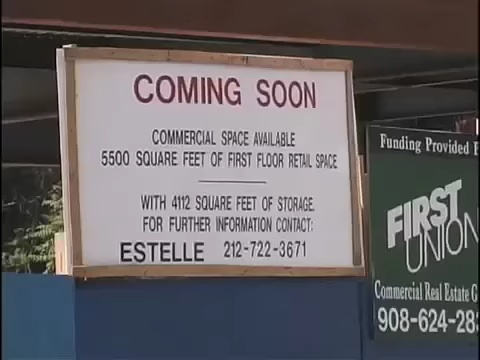 COMING SOON
COMMERCIAL SPACE AVAILABLE
5500 SQUARE FEET OF FIRST FLOOR RETAIL SPACE
WITH 4112 SQUARE FEET OF STORAGE.
FOR FURTHER INFORMATION CONTACT:
ESTELLE 212-722-3671
Funding Provided
FIRST
UNION
Commercial Real Estate G
908-624-28